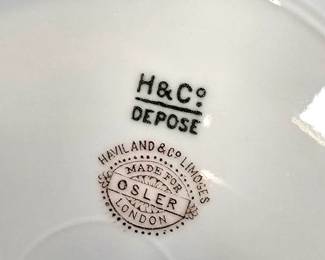 H & Co.
DEPOSE
HAVILAND & Co. LIMOGES
MADE FOR
OSLER
LONDON